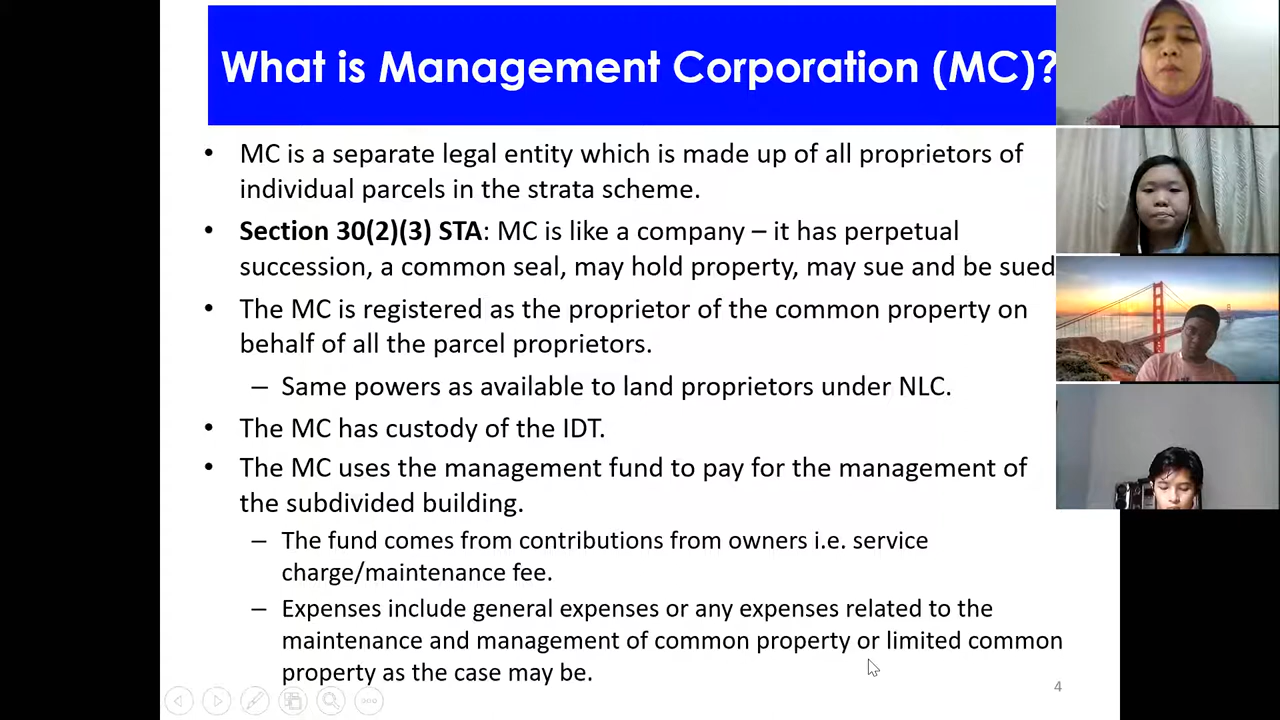 What is Management Corporation (MC)?
• MC is a separate legal entity which is made up of all proprietors of
individual parcels in the strata scheme.
• Section 30(2)(3) STA: MC is like a company – it has perpetual
succession, a common seal, may hold property, may sue and be sued
• The MC is registered as the proprietor of the common property on
behalf of all the parcel proprietors.
– Same powers as available to land proprietors under NLC.
• The MC has custody of the IDT.
• The MC uses the management fund to pay for the management of
the subdivided building.
– The fund comes from contributions from owners i.e. service
charge/maintenance fee.
– Expenses include general expenses or any expenses related to the
maintenance and management of common property or limited common
property as the case may be.
4